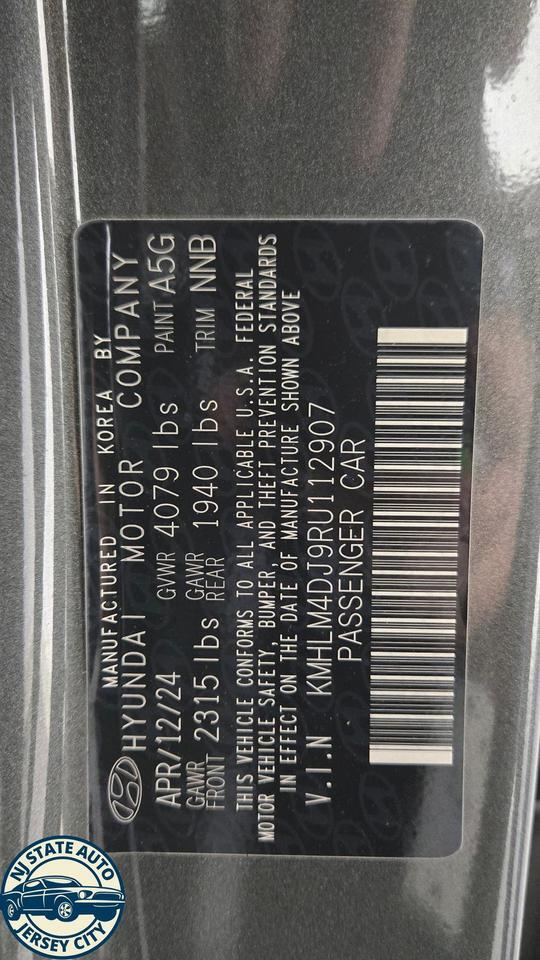 MANUFACTURED IN KOREA BY
HYUNDAI MOTOR COMPANY
APR/12/24 GVWR 4079 lbs PAINT A5G
GAWR FRONT 2315 lbs GAWR REAR 1940 lbs TRIM NNB
THIS VEHICLE CONFORMS TO ALL APPLICABLE U.S.A. FEDERAL
MOTOR VEHICLE SAFETY, BUMPER, AND THEFT PREVENTION STANDARDS
IN EFFECT ON THE DATE OF MANUFACTURE SHOWN ABOVE
V.I.N KMHLM4DJ9RU112907
PASSENGER CAR
NJ STATE AUTO
JERSEY CITY